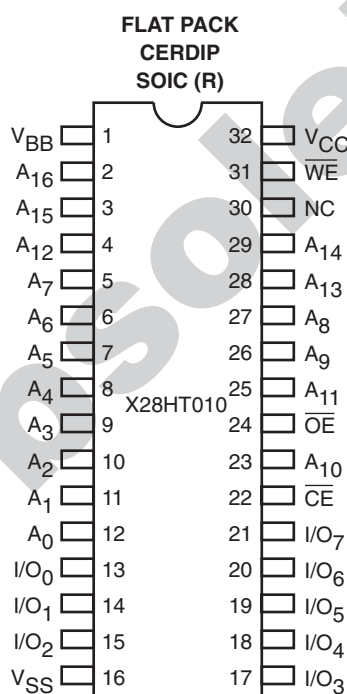 FLAT PACK
CERDIP
SOIC (R)
VBB 1 32 VCC
A16 2 31 W̅E̅
A15 3 30 NC
A12 4 29 A14
A7 5 28 A13
A6 6 27 A8
A5 7 26 A9
A4 8 25 A11
X28HT010
A3 9 24 O̅E̅
A2 10 23 A10
A1 11 22 C̅E̅
A0 12 21 I/O7
I/O0 13 20 I/O6
I/O1 14 19 I/O5
I/O2 15 18 I/O4
VSS 16 17 I/O3